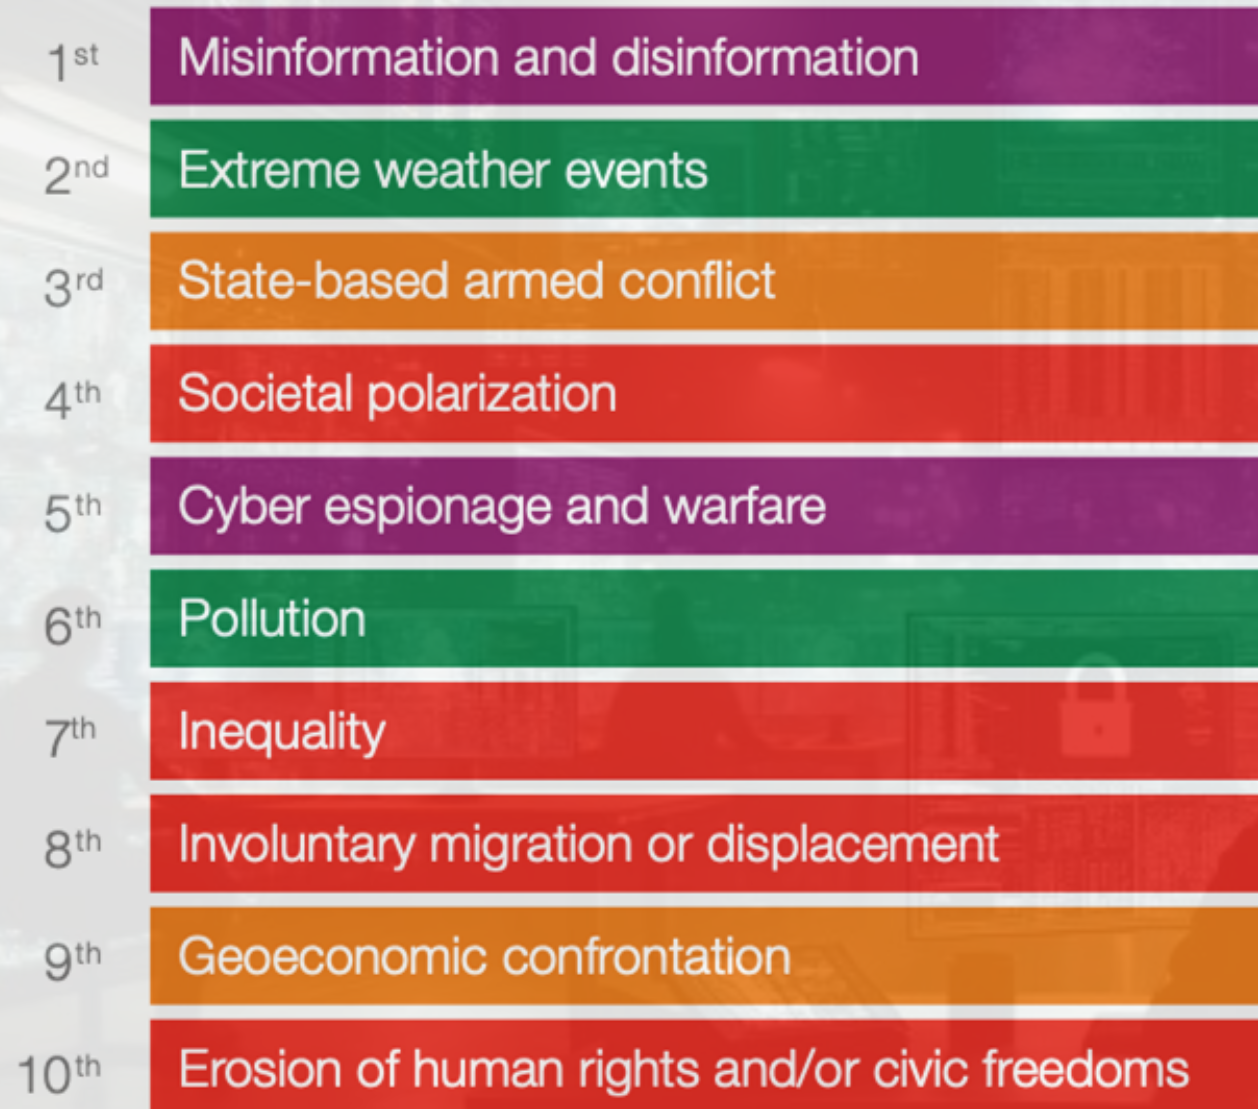 1st Misinformation and disinformation
2nd Extreme weather events
3rd State-based armed conflict
4th Societal polarization
5th Cyber espionage and warfare
6th Pollution
7th Inequality
8th Involuntary migration or displacement
9th Geoeconomic confrontation
10th Erosion of human rights and/or civic freedoms